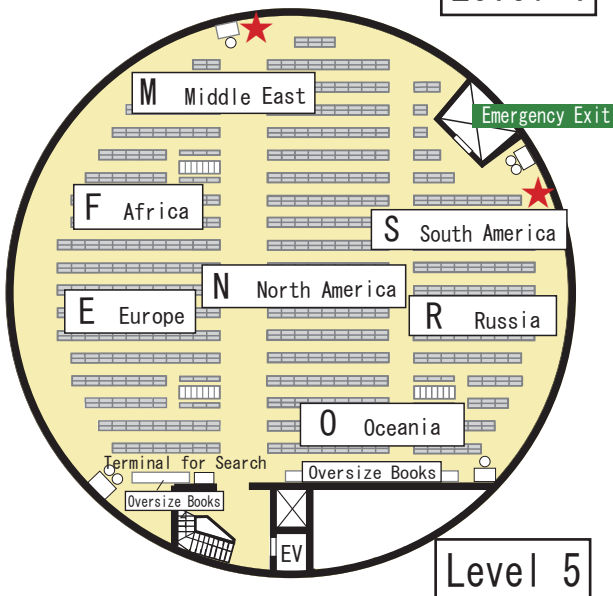 M Middle East
Emergency Exit
F Africa
S South America
N North America
E Europe
R Russia
O Oceania
Terminal for Search
Oversize Books
Oversize Books
EV
Level 5